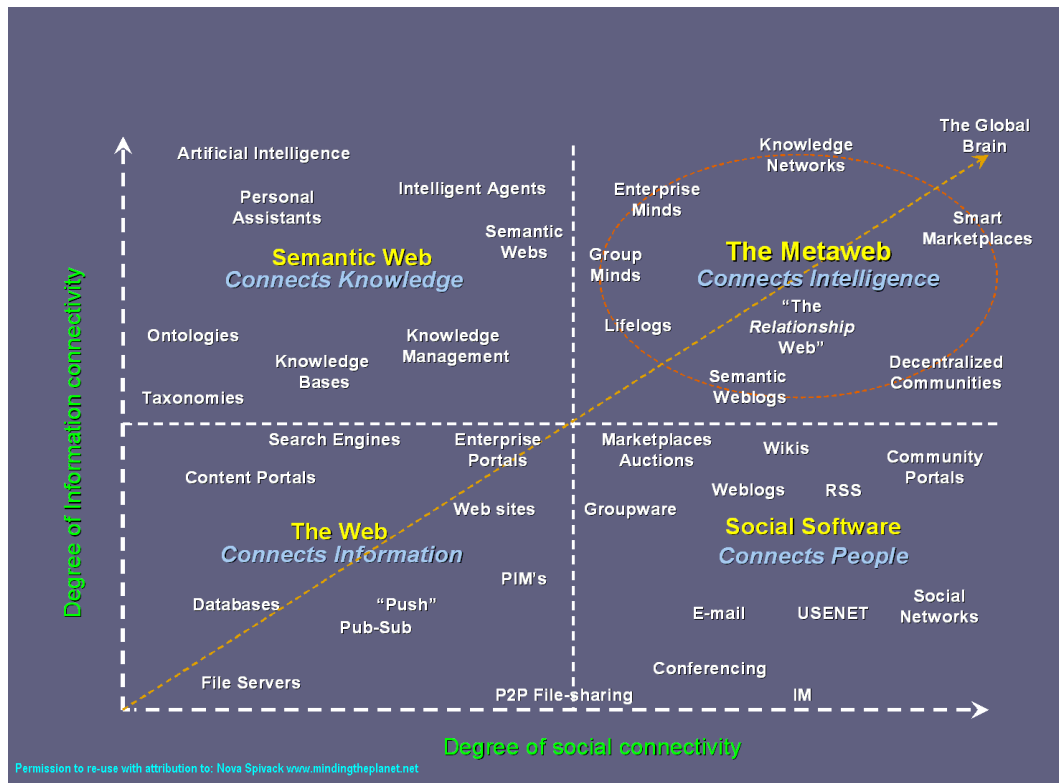 The Global
Brain
Artificial Intelligence
Knowledge
Networks
Personal
Assistants
Intelligent Agents
Enterprise
Minds
Semantic
Webs
Smart
Marketplaces
Semantic Web
Connects Knowledge
Group
Minds
The Metaweb
Connects Intelligence
Ontologies
Knowledge
Bases
Knowledge
Management
Lifelogs
“The
Relationship
Web”
Taxonomies
Semantic
Weblogs
Decentralized
Communities
Search Engines
Enterprise
Portals
Marketplaces
Auctions
Wikis
Community
Portals
Content Portals
Web sites
Groupware
Weblogs
RSS
The Web
Connects Information
Social Software
Connects People
PIM's
Databases
“Push”
Pub-Sub
E-mail
USENET
Social
Networks
File Servers
Conferencing
P2P File-sharing
IM
Degree of Information connectivity
Degree of social connectivity
Permission to re-use with attribution to: Nova Spivack www.mindingtheplanet.net